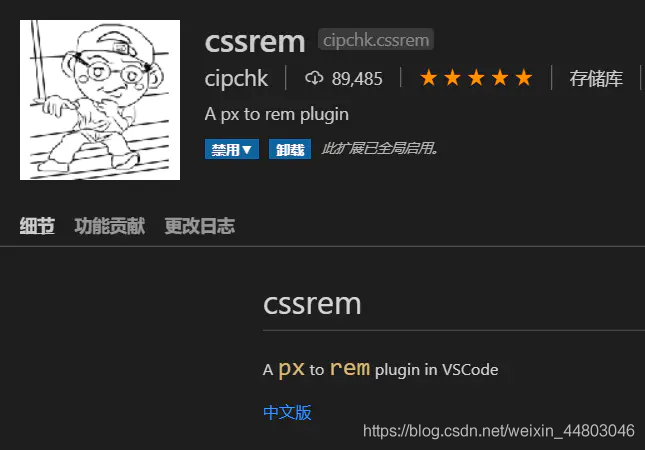 cssrem cipchk.cssrem
cipchk 89,485 ★★★★★ 存储库
A px to rem plugin
禁用▼ 卸载 此扩展已全局启用。
细节 功能贡献 更改日志
cssrem
A px to rem plugin in VSCode
中文版
https://blog.csdn.net/weixin_44803046